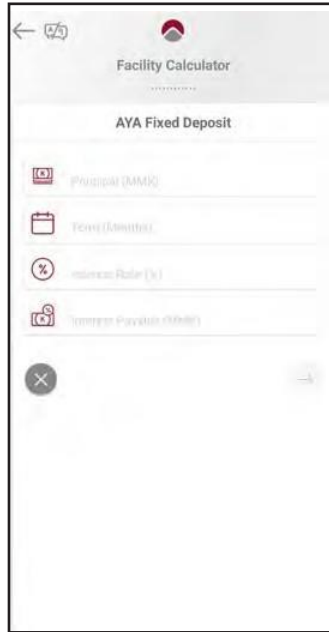 Facility Calculator
AYA Fixed Deposit
Principal (MMK)
Term (Months)
Interest Rate (%)
Interest Payable (MMK)